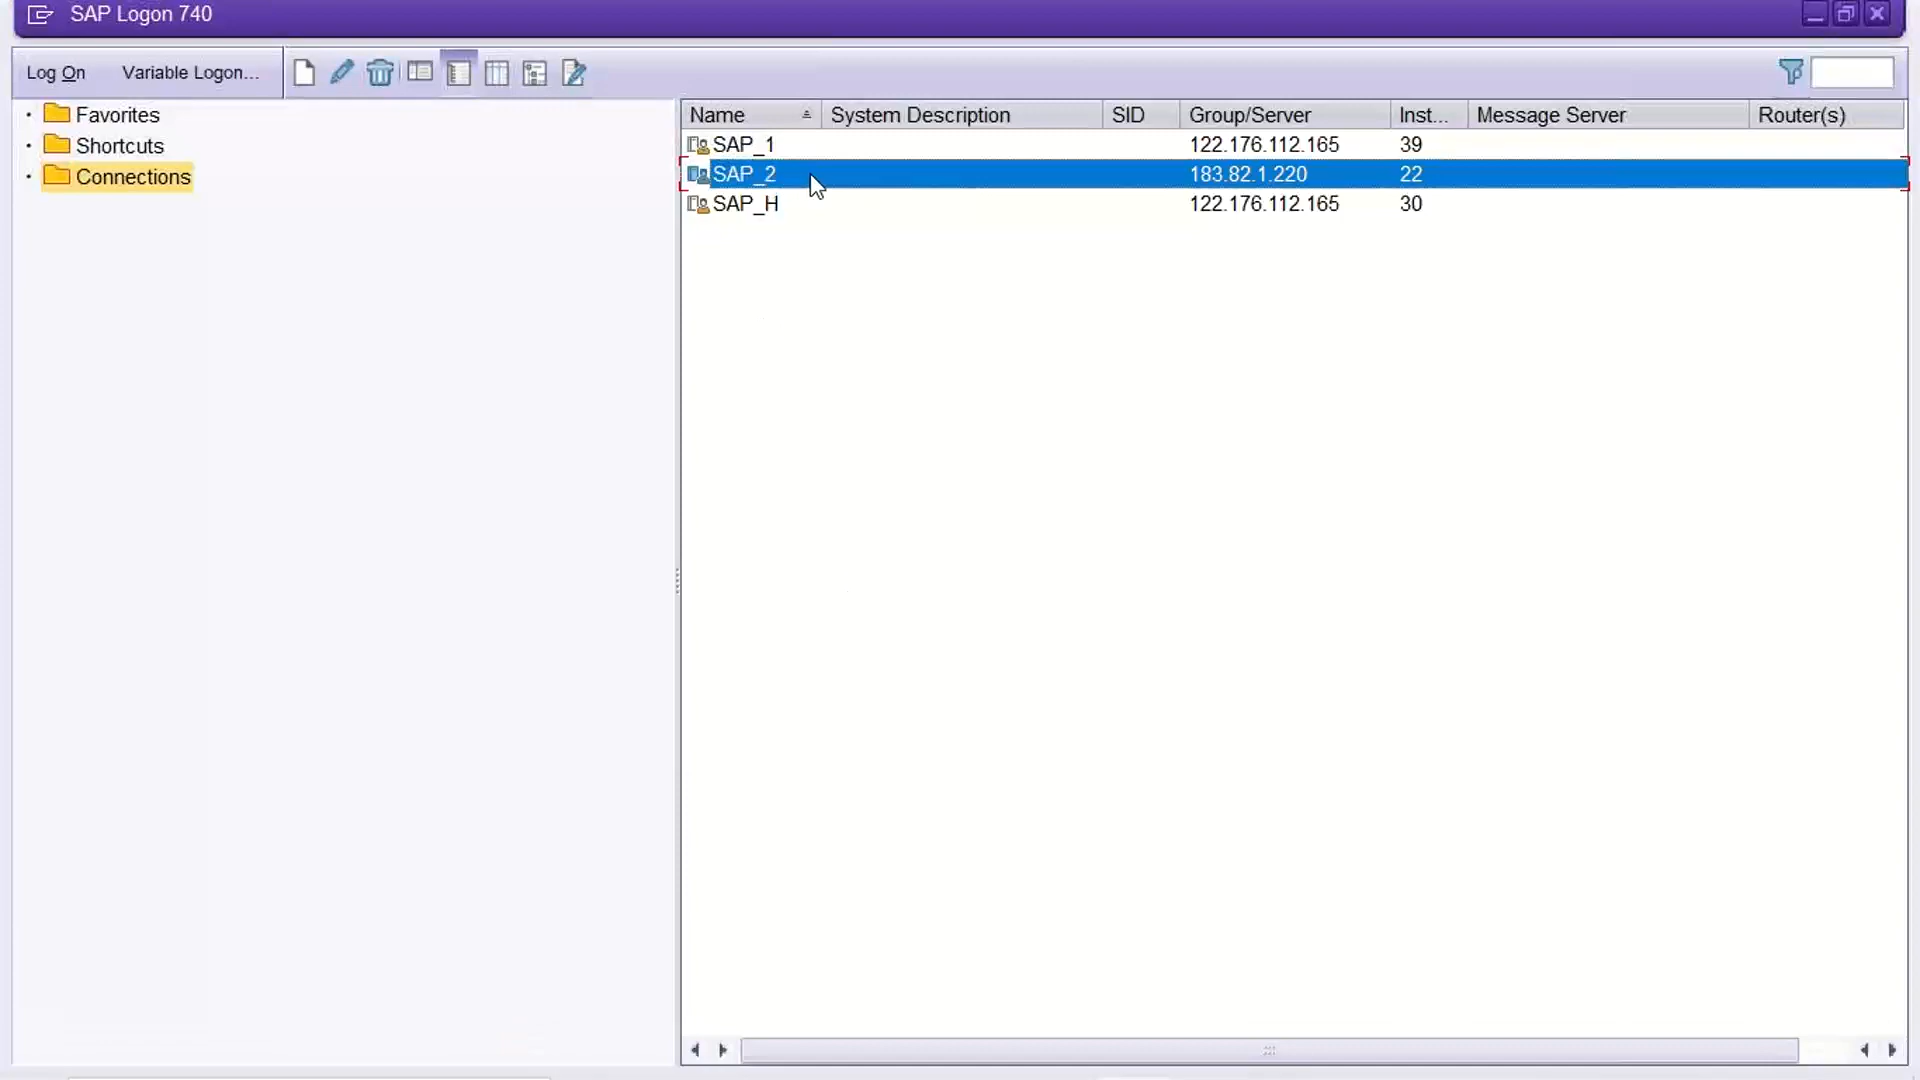 SAP Logon 740
Log On Variable Logon...
Favorites
Shortcuts
Connections
Name System Description SID Group/Server Inst... Message Server Router(s)
SAP_1 122.176.112.165 39
SAP_2 183.82.1.220 22
SAP_H 122.176.112.165 30